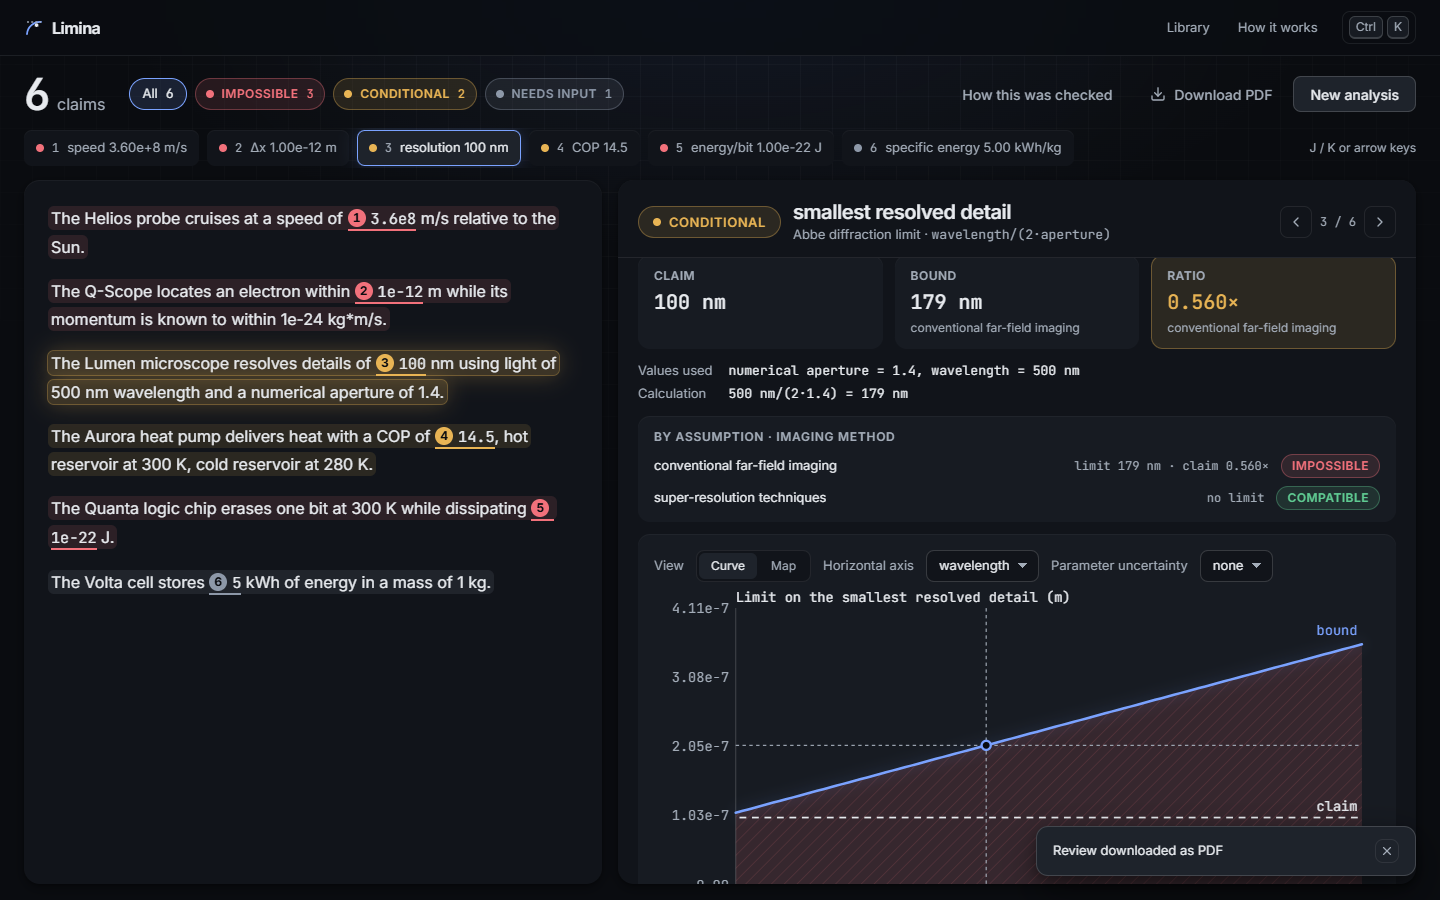 Limina
Library
How it works
Ctrl K
6 claims
All 6
IMPOSSIBLE 3
CONDITIONAL 2
NEEDS INPUT 1
How this was checked
Download PDF
New analysis
1 speed 3.60e+8 m/s
2 Δx 1.00e-12 m
3 resolution 100 nm
4 COP 14.5
5 energy/bit 1.00e-22 J
6 specific energy 5.00 kWh/kg
J / K or arrow keys
The Helios probe cruises at a speed of 1 3.6e8 m/s relative to the
Sun.
The Q-Scope locates an electron within 2 1e-12 m while its
momentum is known to within 1e-24 kg*m/s.
The Lumen microscope resolves details of 3 100 nm using light of
500 nm wavelength and a numerical aperture of 1.4.
The Aurora heat pump delivers heat with a COP of 4 14.5, hot
reservoir at 300 K, cold reservoir at 280 K.
The Quanta logic chip erases one bit at 300 K while dissipating 5
1e-22 J.
The Volta cell stores 6 5 kWh of energy in a mass of 1 kg.
CONDITIONAL
smallest resolved detail
Abbe diffraction limit · wavelength/(2·aperture)
3 / 6
CLAIM
100 nm
BOUND
179 nm
conventional far-field imaging
RATIO
0.560×
conventional far-field imaging
Values used numerical aperture = 1.4, wavelength = 500 nm
Calculation 500 nm/(2·1.4) = 179 nm
BY ASSUMPTION · IMAGING METHOD
conventional far-field imaging limit 179 nm · claim 0.560× IMPOSSIBLE
super-resolution techniques no limit COMPATIBLE
View Curve Map Horizontal axis wavelength Parameter uncertainty none
Limit on the smallest resolved detail (m)
4.11e-7
bound
3.08e-7
2.05e-7
claim
1.03e-7
Review downloaded as PDF